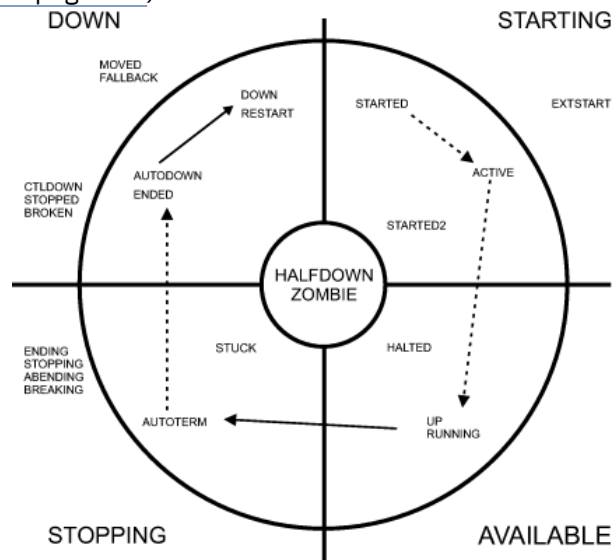 DOWN
STARTING
MOVED
FALLBACK
DOWN
RESTART
STARTED
EXTSTART
AUTODOWN
ENDED
ACTIVE
CTLDOWN
STOPPED
BROKEN
STARTED2
HALFDOWN
ZOMBIE
ENDING
STOPPING
ABENDING
BREAKING
STUCK
HALTED
AUTOTERM
UP
RUNNING
STOPPING
AVAILABLE